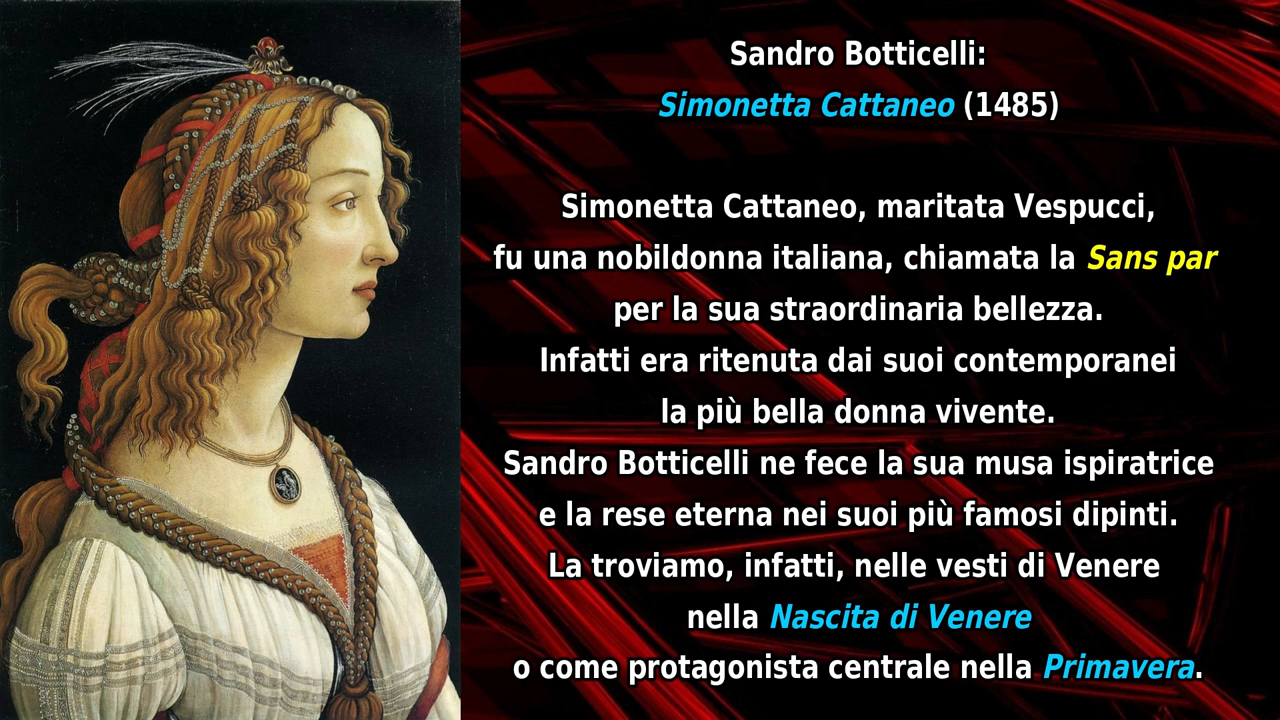 Sandro Botticelli:
Simonetta Cattaneo (1485)
Simonetta Cattaneo, maritata Vespucci,
fu una nobildonna italiana, chiamata la Sans par
per la sua straordinaria bellezza.
Infatti era ritenuta dai suoi contemporanei
la più bella donna vivente.
Sandro Botticelli ne fece la sua musa ispiratrice
e la rese eterna nei suoi più famosi dipinti.
La troviamo, infatti, nelle vesti di Venere
nella Nascita di Venere
o come protagonista centrale nella Primavera.